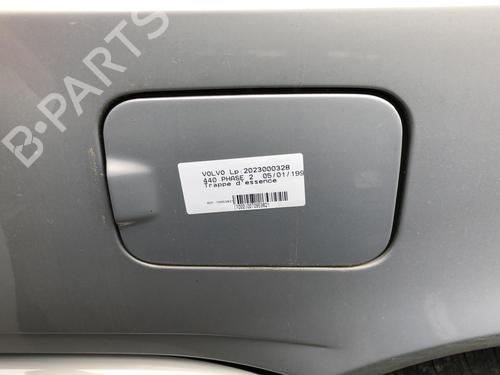 B-PARTS
VOLVO Lp:2023000328
440 PHASE 2 05/01/199
Trappe d'essence